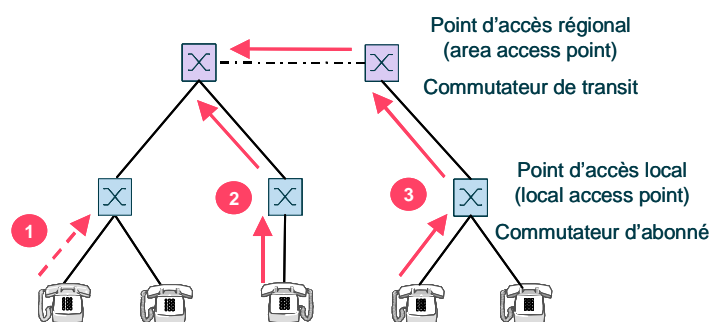 Point d'accès régional
(area access point)
Commutateur de transit
Point d'accès local
(local access point)
Commutateur d'abonné
1
2
3